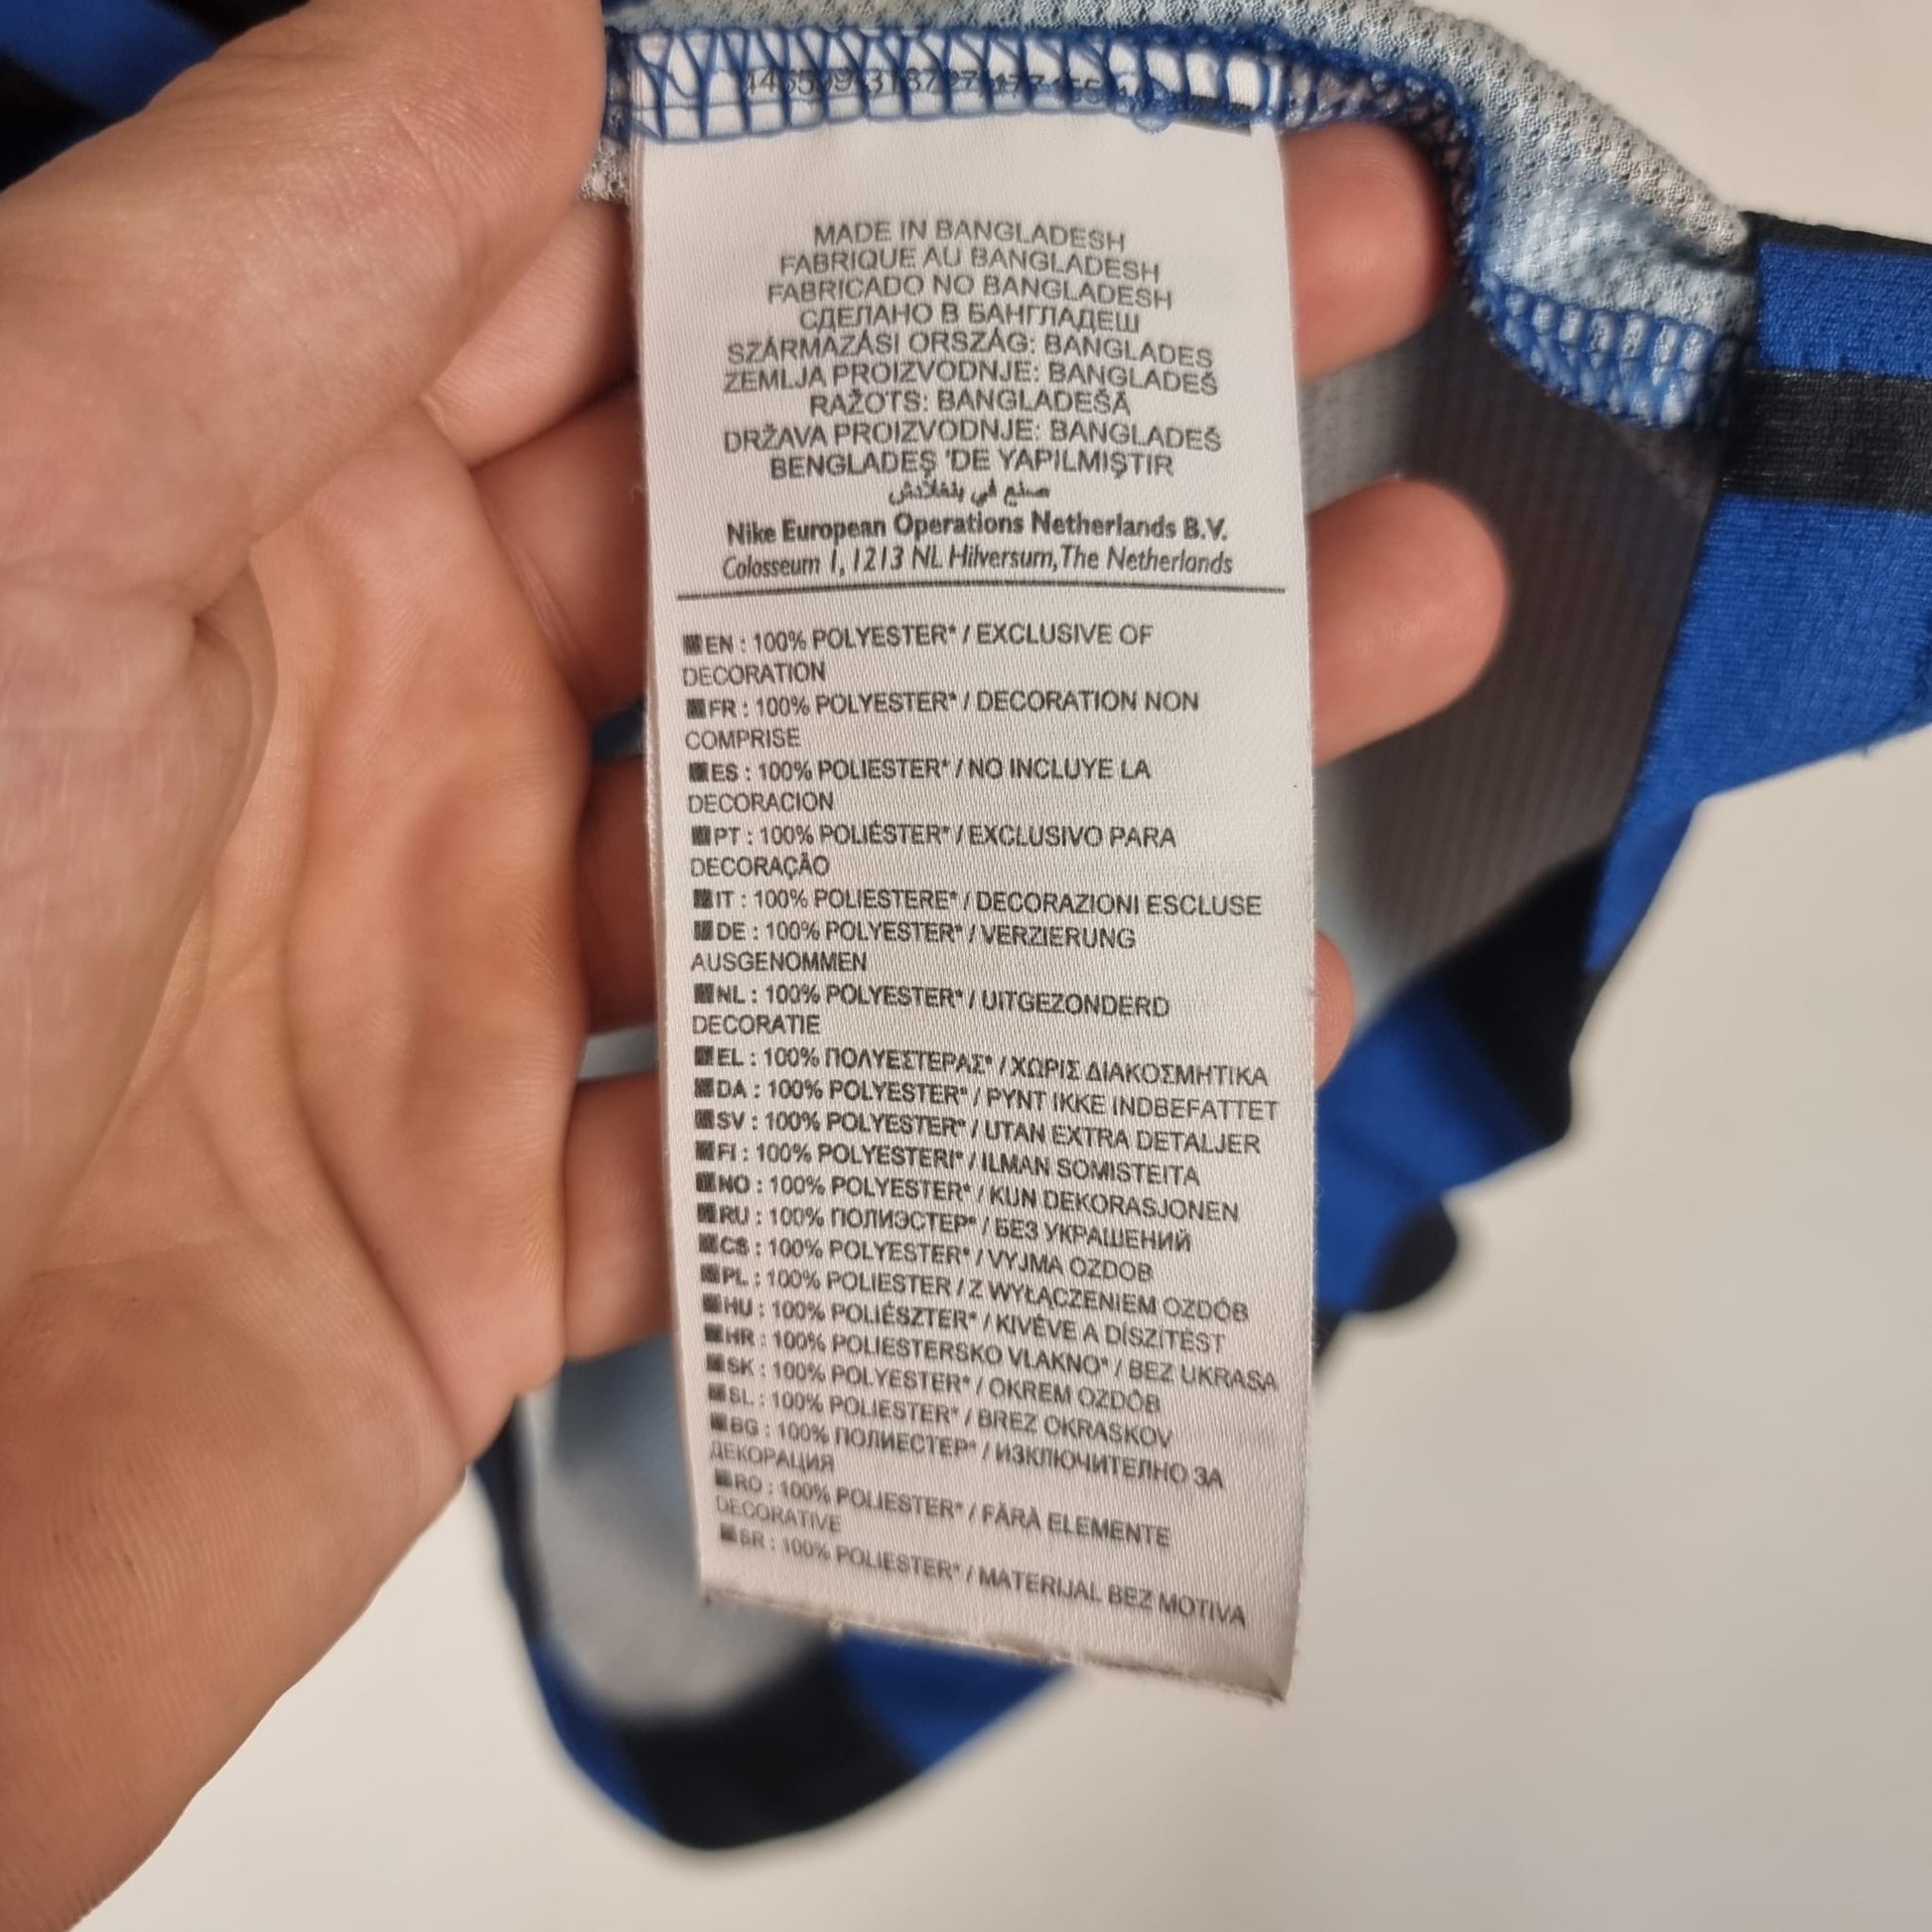 MADE IN BANGLADESH
FABRIQUE AU BANGLADESH
FABRICADO NO BANGLADESH
СДЕЛАНО В БАНГЛАДЕШ
SZÁRMAZÁSI ORSZÁG: BANGLADES
ZEMLJA PROIZVODNJE: BANGLADEŠ
RAŽOTS: BANGLADEŠĀ
DRŽAVA PROIZVODNJE: BANGLADEŠ
BENGLADEŞ 'DE YAPILMIŞTIR
صنع في بنغلادش
Nike European Operations Netherlands B.V.
Colosseum 1, 1213 NL Hilversum, The Netherlands
EN : 100% POLYESTER* / EXCLUSIVE OF
DECORATION
FR : 100% POLYESTER* / DECORATION NON
COMPRISE
ES : 100% POLIESTER* / NO INCLUYE LA
DECORACION
PT : 100% POLIÉSTER* / EXCLUSIVO PARA
DECORAÇÃO
IT : 100% POLIESTERE* / DECORAZIONI ESCLUSE
DE : 100% POLYESTER* / VERZIERUNG
AUSGENOMMEN
NL : 100% POLYESTER* / UITGEZONDERD
DECORATIE
EL : 100% ΠΟΛΥΕΣΤΕΡΑΣ* / ΧΩΡΙΣ ΔΙΑΚΟΣΜΗΤΙΚΑ
DA : 100% POLYESTER* / PYNT IKKE INDBEFATTET
SV : 100% POLYESTER* / UTAN EXTRA DETALJER
FI : 100% POLYESTERI* / ILMAN SOMISTEITA
NO : 100% POLYESTER* / KUN DEKORASJONEN
RU : 100% ПОЛИЭСТЕР* / БЕЗ УКРАШЕНИЙ
CS : 100% POLYESTER* / VYJMA OZDOB
PL : 100% POLIESTER / Z WYŁĄCZENIEM OZDÓB
HU : 100% POLIÉSZTER* / KIVÉVE A DÍSZÍTÉST
HR : 100% POLIESTERSKO VLAKNO* / BEZ UKRASA
SK : 100% POLYESTER* / OKREM OZDÔB
SL : 100% POLIESTER* / BREZ OKRASKOV
BG : 100% ПОЛИЕСТЕР* / ИЗКЛЮЧИТЕЛНО ЗА
ДЕКОРАЦИЯ
RO : 100% POLIESTER* / FĂRĂ ELEMENTE
DECORATIVE
SR : 100% POLIESTER* / MATERIJAL BEZ MOTIVA